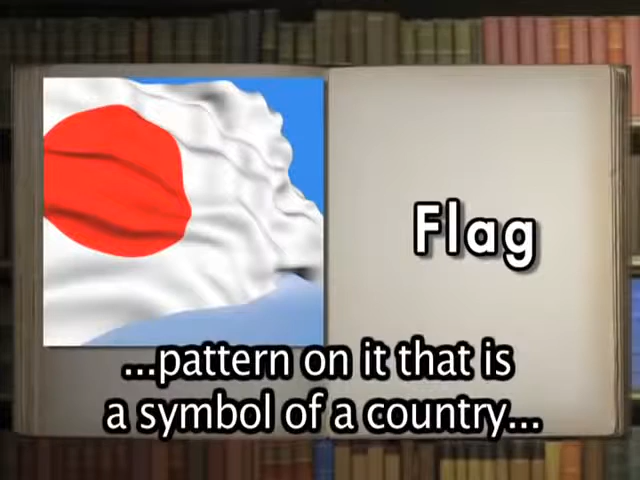 Flag
...pattern on it that is
a symbol of a country...